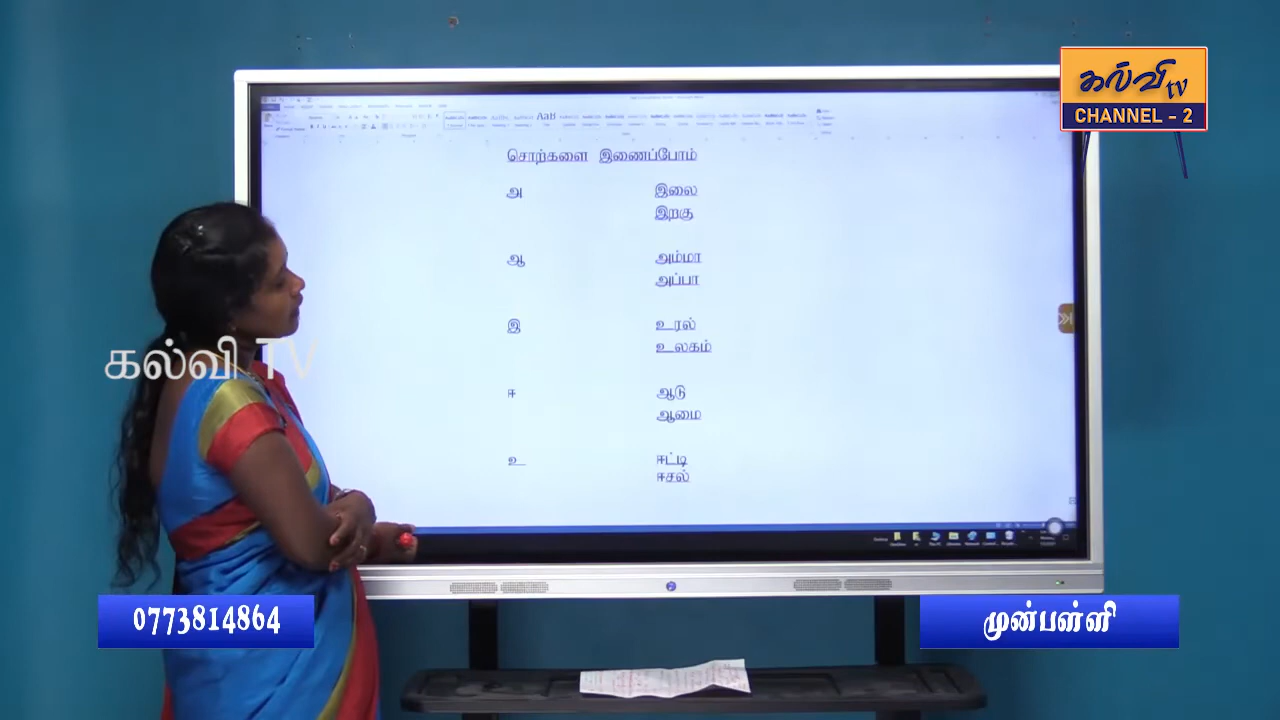 கல்வி TV
CHANNEL - 2
சொற்களை இணைப்போம்
அ இலை
இறகு
ஆ அம்மா
அப்பா
இ உரல்
உலகம்
ஈ ஆடு
ஆமை
உ ஈட்டி
ஈசல்
கல்வி TV
0773814864
முன்பள்ளி